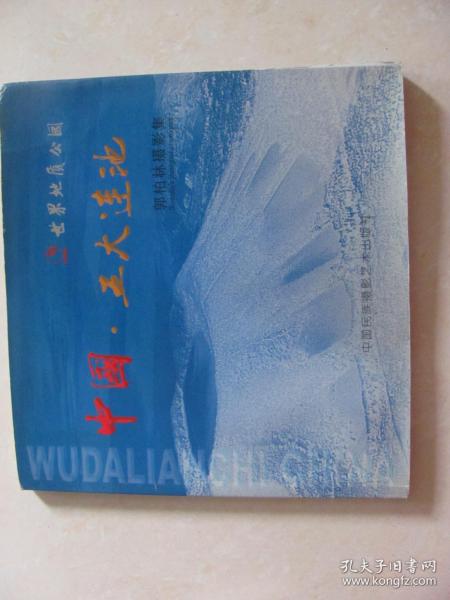 世界地质公园
中國·五大连池
郭柏林摄影集
中国民族摄影艺术出版社
WUDALIANCHI.CHINA
孔夫子旧书网
www.kongfz.com